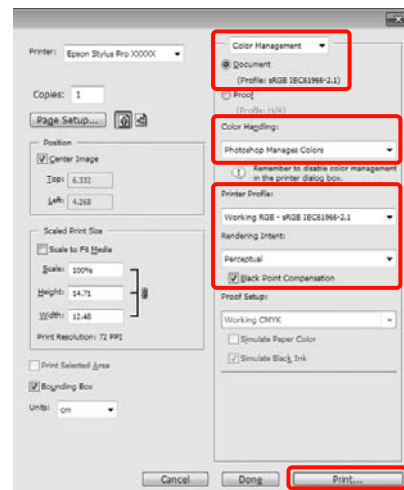 Printer: Epson Stylus Pro XXXXX
Copies: 1
Page Setup...
Position
Center Image
Top: 6.332
Left: 4.268
Scaled Print Size
Scale to Fit Media
Scale: 100%
Height: 14.71
Width: 12.48
Print Resolution: 72 PPI
Print Selected Area
Bounding Box
Units: cm
Color Management
Document
(Profile: sRGB IEC61966-2.1)
Proof
(Profile: N/A)
Color Handling:
Photoshop Manages Colors
Remember to disable color management
in the printer dialog box.
Printer Profile:
Working RGB - sRGB IEC61966-2.1
Rendering Intent:
Perceptual
Black Point Compensation
Proof Setup:
Working CMYK
Simulate Paper Color
Simulate Black Ink
Cancel
Done
Print...